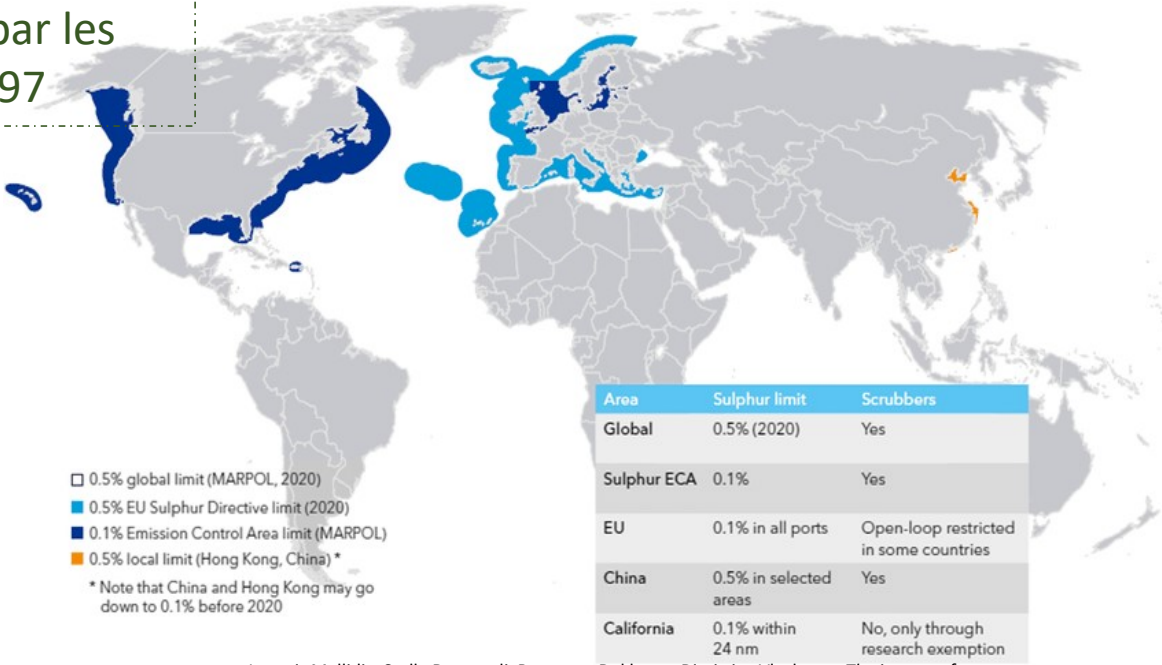 par les
97
Area Sulphur limit Scrubbers
Global 0.5% (2020) Yes
Sulphur ECA 0.1% Yes
EU 0.1% in all ports Open-loop restricted
in some countries
China 0.5% in selected Yes
areas
California 0.1% within No, only through
24 nm research exemption
0.5% global limit (MARPOL, 2020)
0.5% EU Sulphur Directive limit (2020)
0.1% Emission Control Area limit (MARPOL)
0.5% local limit (Hong Kong, China) *
* Note that China and Hong Kong may go
down to 0.1% before 2020